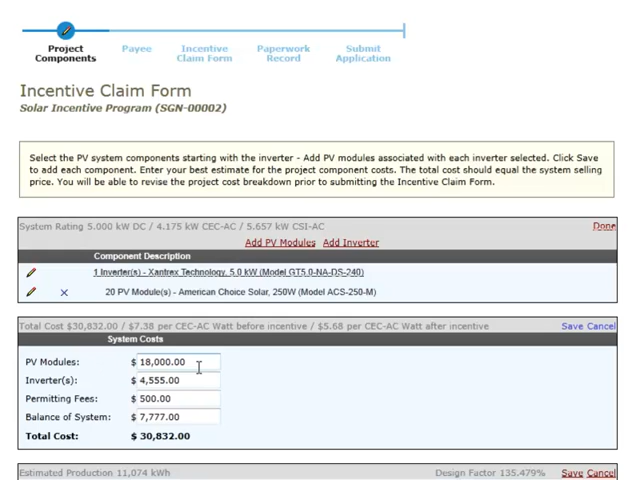 Project Components
Payee
Incentive Claim Form
Paperwork Record
Submit Application
Incentive Claim Form
Solar Incentive Program (SGN-00002)
Select the PV system components starting with the inverter - Add PV modules associated with each inverter selected. Click Save
to add each component. Enter your best estimate for the project component costs. The total cost should equal the system selling
price. You will be able to revise the project cost breakdown prior to submitting the Incentive Claim Form.
System Rating 5.000 kW DC / 4.175 kW CEC-AC / 5.657 kW CSI-AC Done
Add PV Modules Add Inverter
Component Description
1 Inverter(s) - Xantrex Technology, 5.0 kW (Model GT5.0-NA-DS-240)
20 PV Module(s) - American Choice Solar, 250W (Model ACS-250-M)
Total Cost $30,832.00 / $7.38 per CEC-AC Watt before incentive / $5.68 per CEC-AC Watt after incentive Save Cancel
System Costs
PV Modules: $ 18,000.00
Inverter(s): $ 4,555.00
Permitting Fees: $ 500.00
Balance of System: $ 7,777.00
Total Cost: $ 30,832.00
Estimated Production 11,074 kWh Design Factor 135.479% Save Cancel